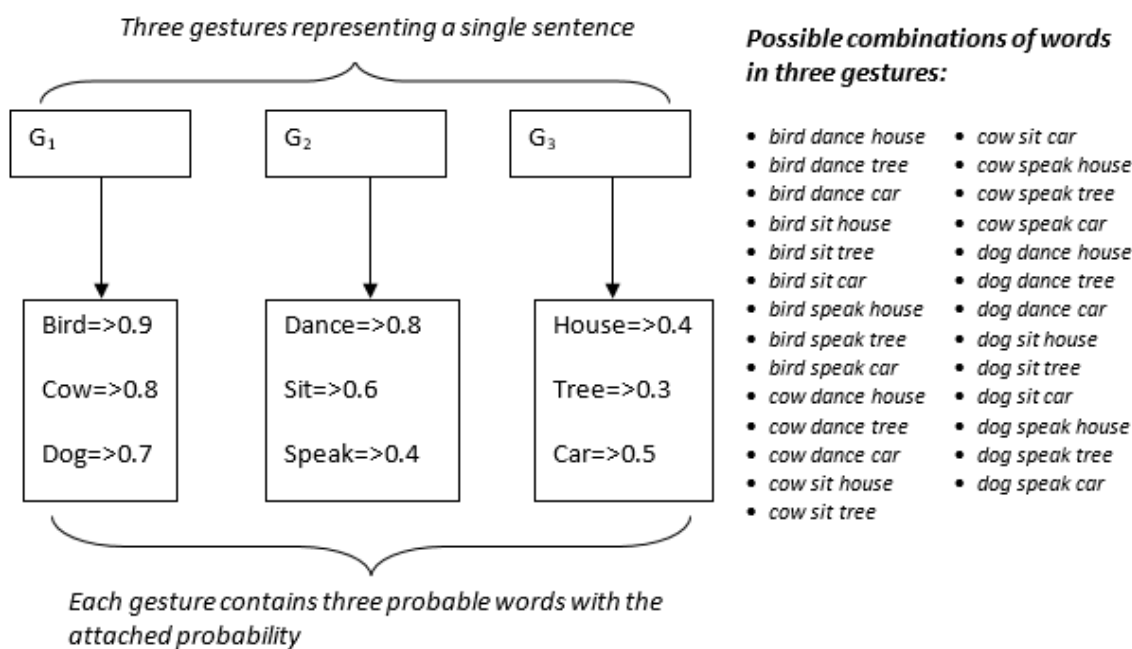 Three gestures representing a single sentence
G₁
G₂
G₃
Bird=>0.9
Cow=>0.8
Dog=>0.7
Dance=>0.8
Sit=>0.6
Speak=>0.4
House=>0.4
Tree=>0.3
Car=>0.5
Each gesture contains three probable words with the
attached probability
Possible combinations of words
in three gestures:
• bird dance house
• bird dance tree
• bird dance car
• bird sit house
• bird sit tree
• bird sit car
• bird speak house
• bird speak tree
• bird speak car
• cow dance house
• cow dance tree
• cow dance car
• cow sit house
• cow sit tree
• cow sit car
• cow speak house
• cow speak tree
• cow speak car
• dog dance house
• dog dance tree
• dog dance car
• dog sit house
• dog sit tree
• dog sit car
• dog speak house
• dog speak tree
• dog speak car